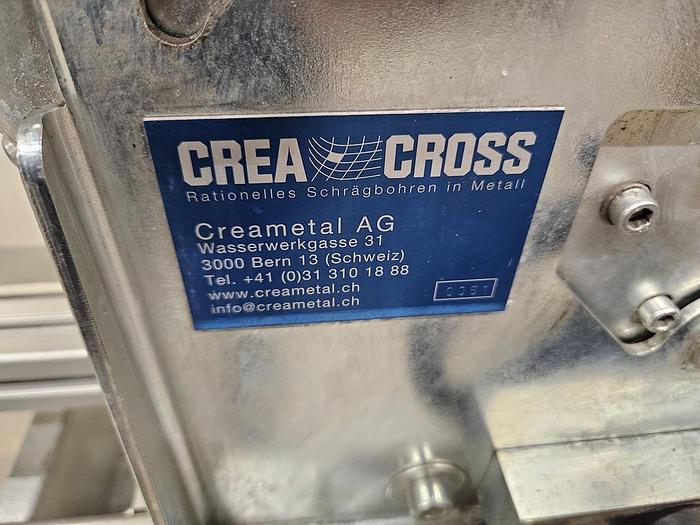 CREA CROSS
Rationelles Schrägbohren in Metall
Creametal AG
Wasserwerkgasse 31
3000 Bern 13 (Schweiz)
Tel. +41 (0)31 310 18 88
www.creametal.ch
info@creametal.ch
0051